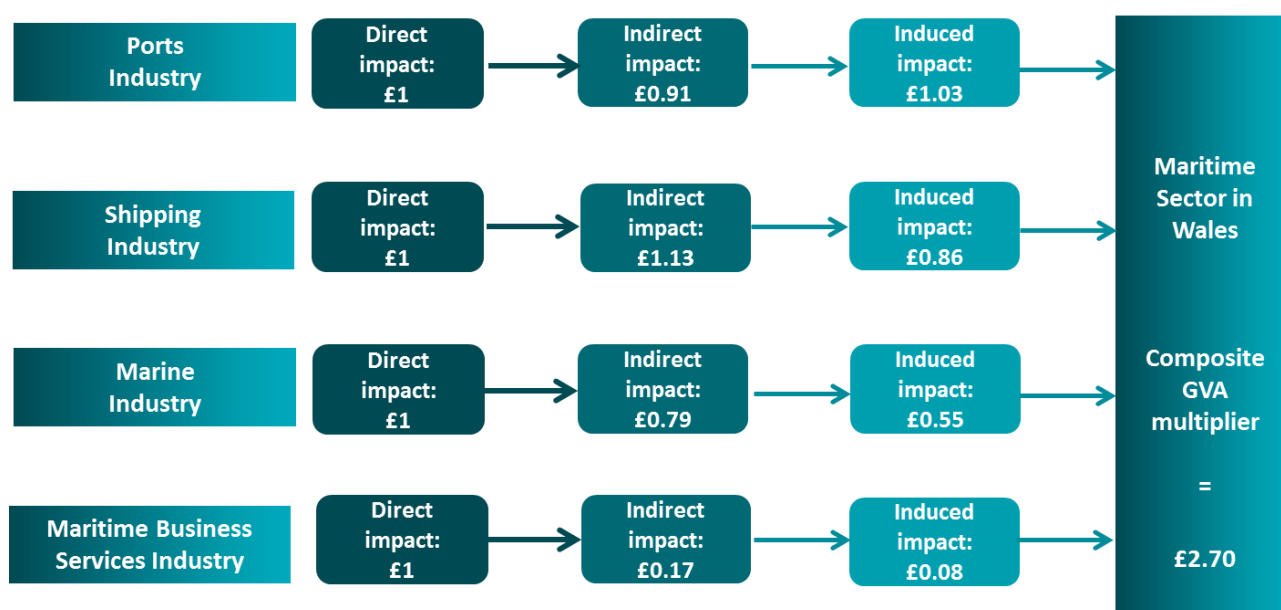 Ports
Industry
Direct
impact:
£1
Indirect
impact:
£0.91
Induced
impact:
£1.03
Shipping
Industry
Direct
impact:
£1
Indirect
impact:
£1.13
Induced
impact:
£0.86
Marine
Industry
Direct
impact:
£1
Indirect
impact:
£0.79
Induced
impact:
£0.55
Maritime Business
Services Industry
Direct
impact:
£1
Indirect
impact:
£0.17
Induced
impact:
£0.08
Maritime
Sector in
Wales
Composite
GVA
multiplier
=
£2.70